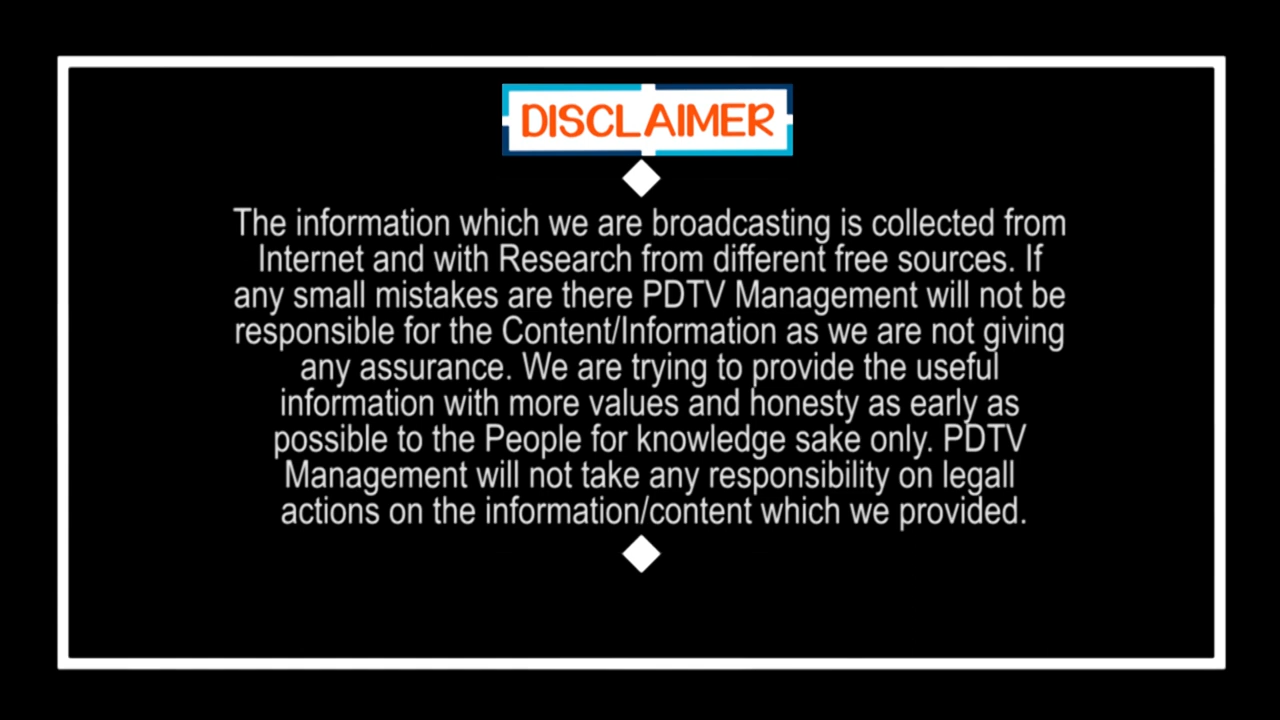 DISCLAIMER
The information which we are broadcasting is collected from
Internet and with Research from different free sources. If
any small mistakes are there PDTV Management will not be
responsible for the Content/Information as we are not giving
any assurance. We are trying to provide the useful
information with more values and honesty as early as
possible to the People for knowledge sake only. PDTV
Management will not take any responsibility on legall
actions on the information/content which we provided.